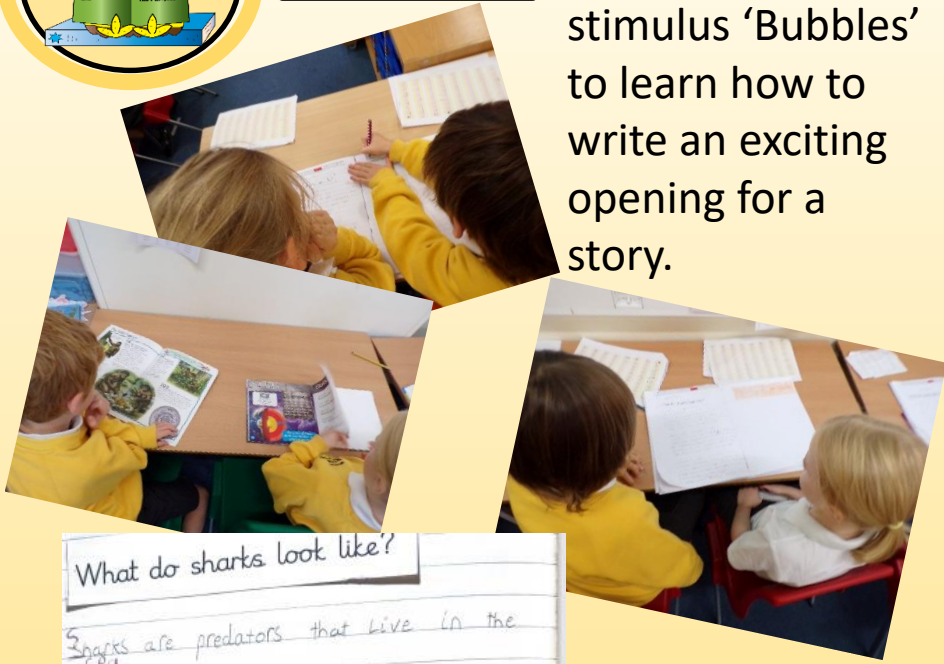 stimulus ‘Bubbles’
to learn how to
write an exciting
opening for a
story.
What do sharks look like?
Sharks are predators that Live in the